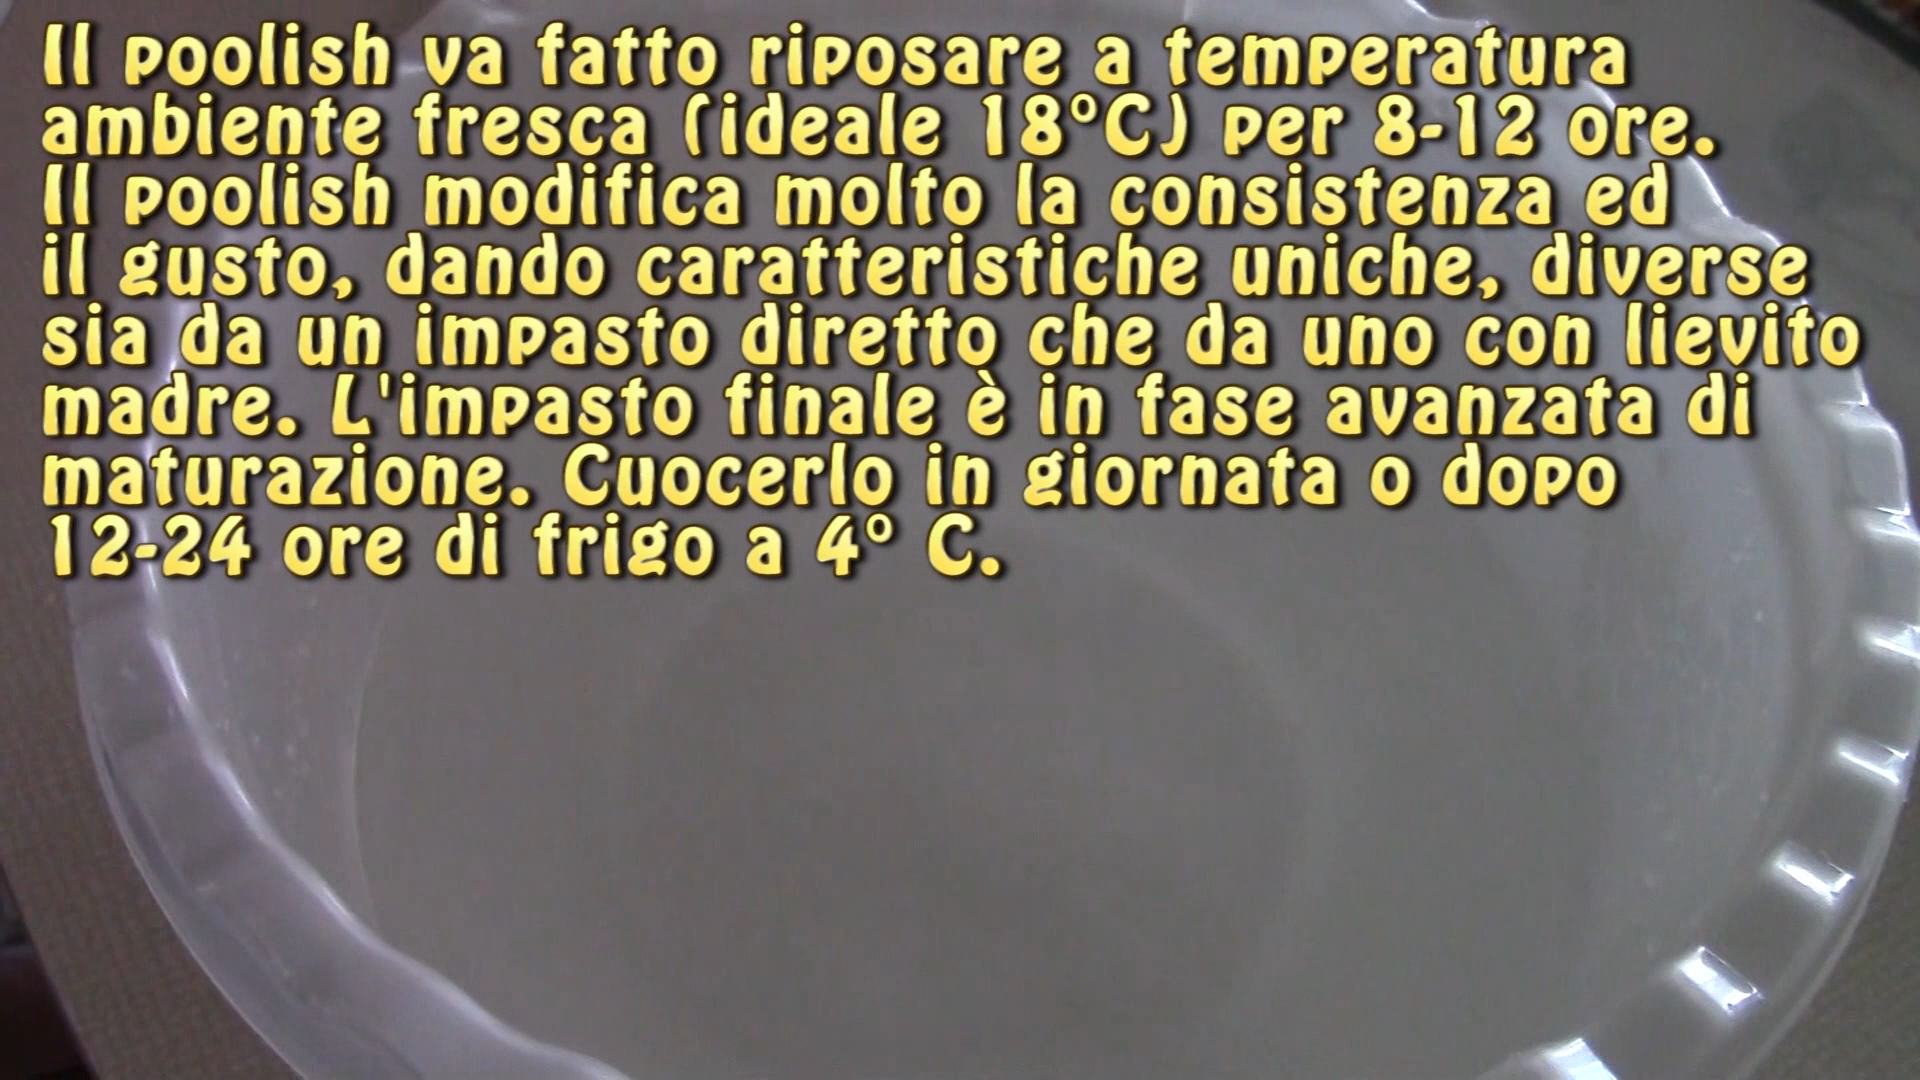 Il poolish va fatto riposare a temperatura
ambiente fresca (ideale 18°C) per 8-12 ore.
Il poolish modifica molto la consistenza ed
il gusto, dando caratteristiche uniche, diverse
sia da un impasto diretto che da uno con lievito
madre. L'impasto finale è in fase avanzata di
maturazione. Cuocerlo in giornata o dopo
12-24 ore di frigo a 4° C.